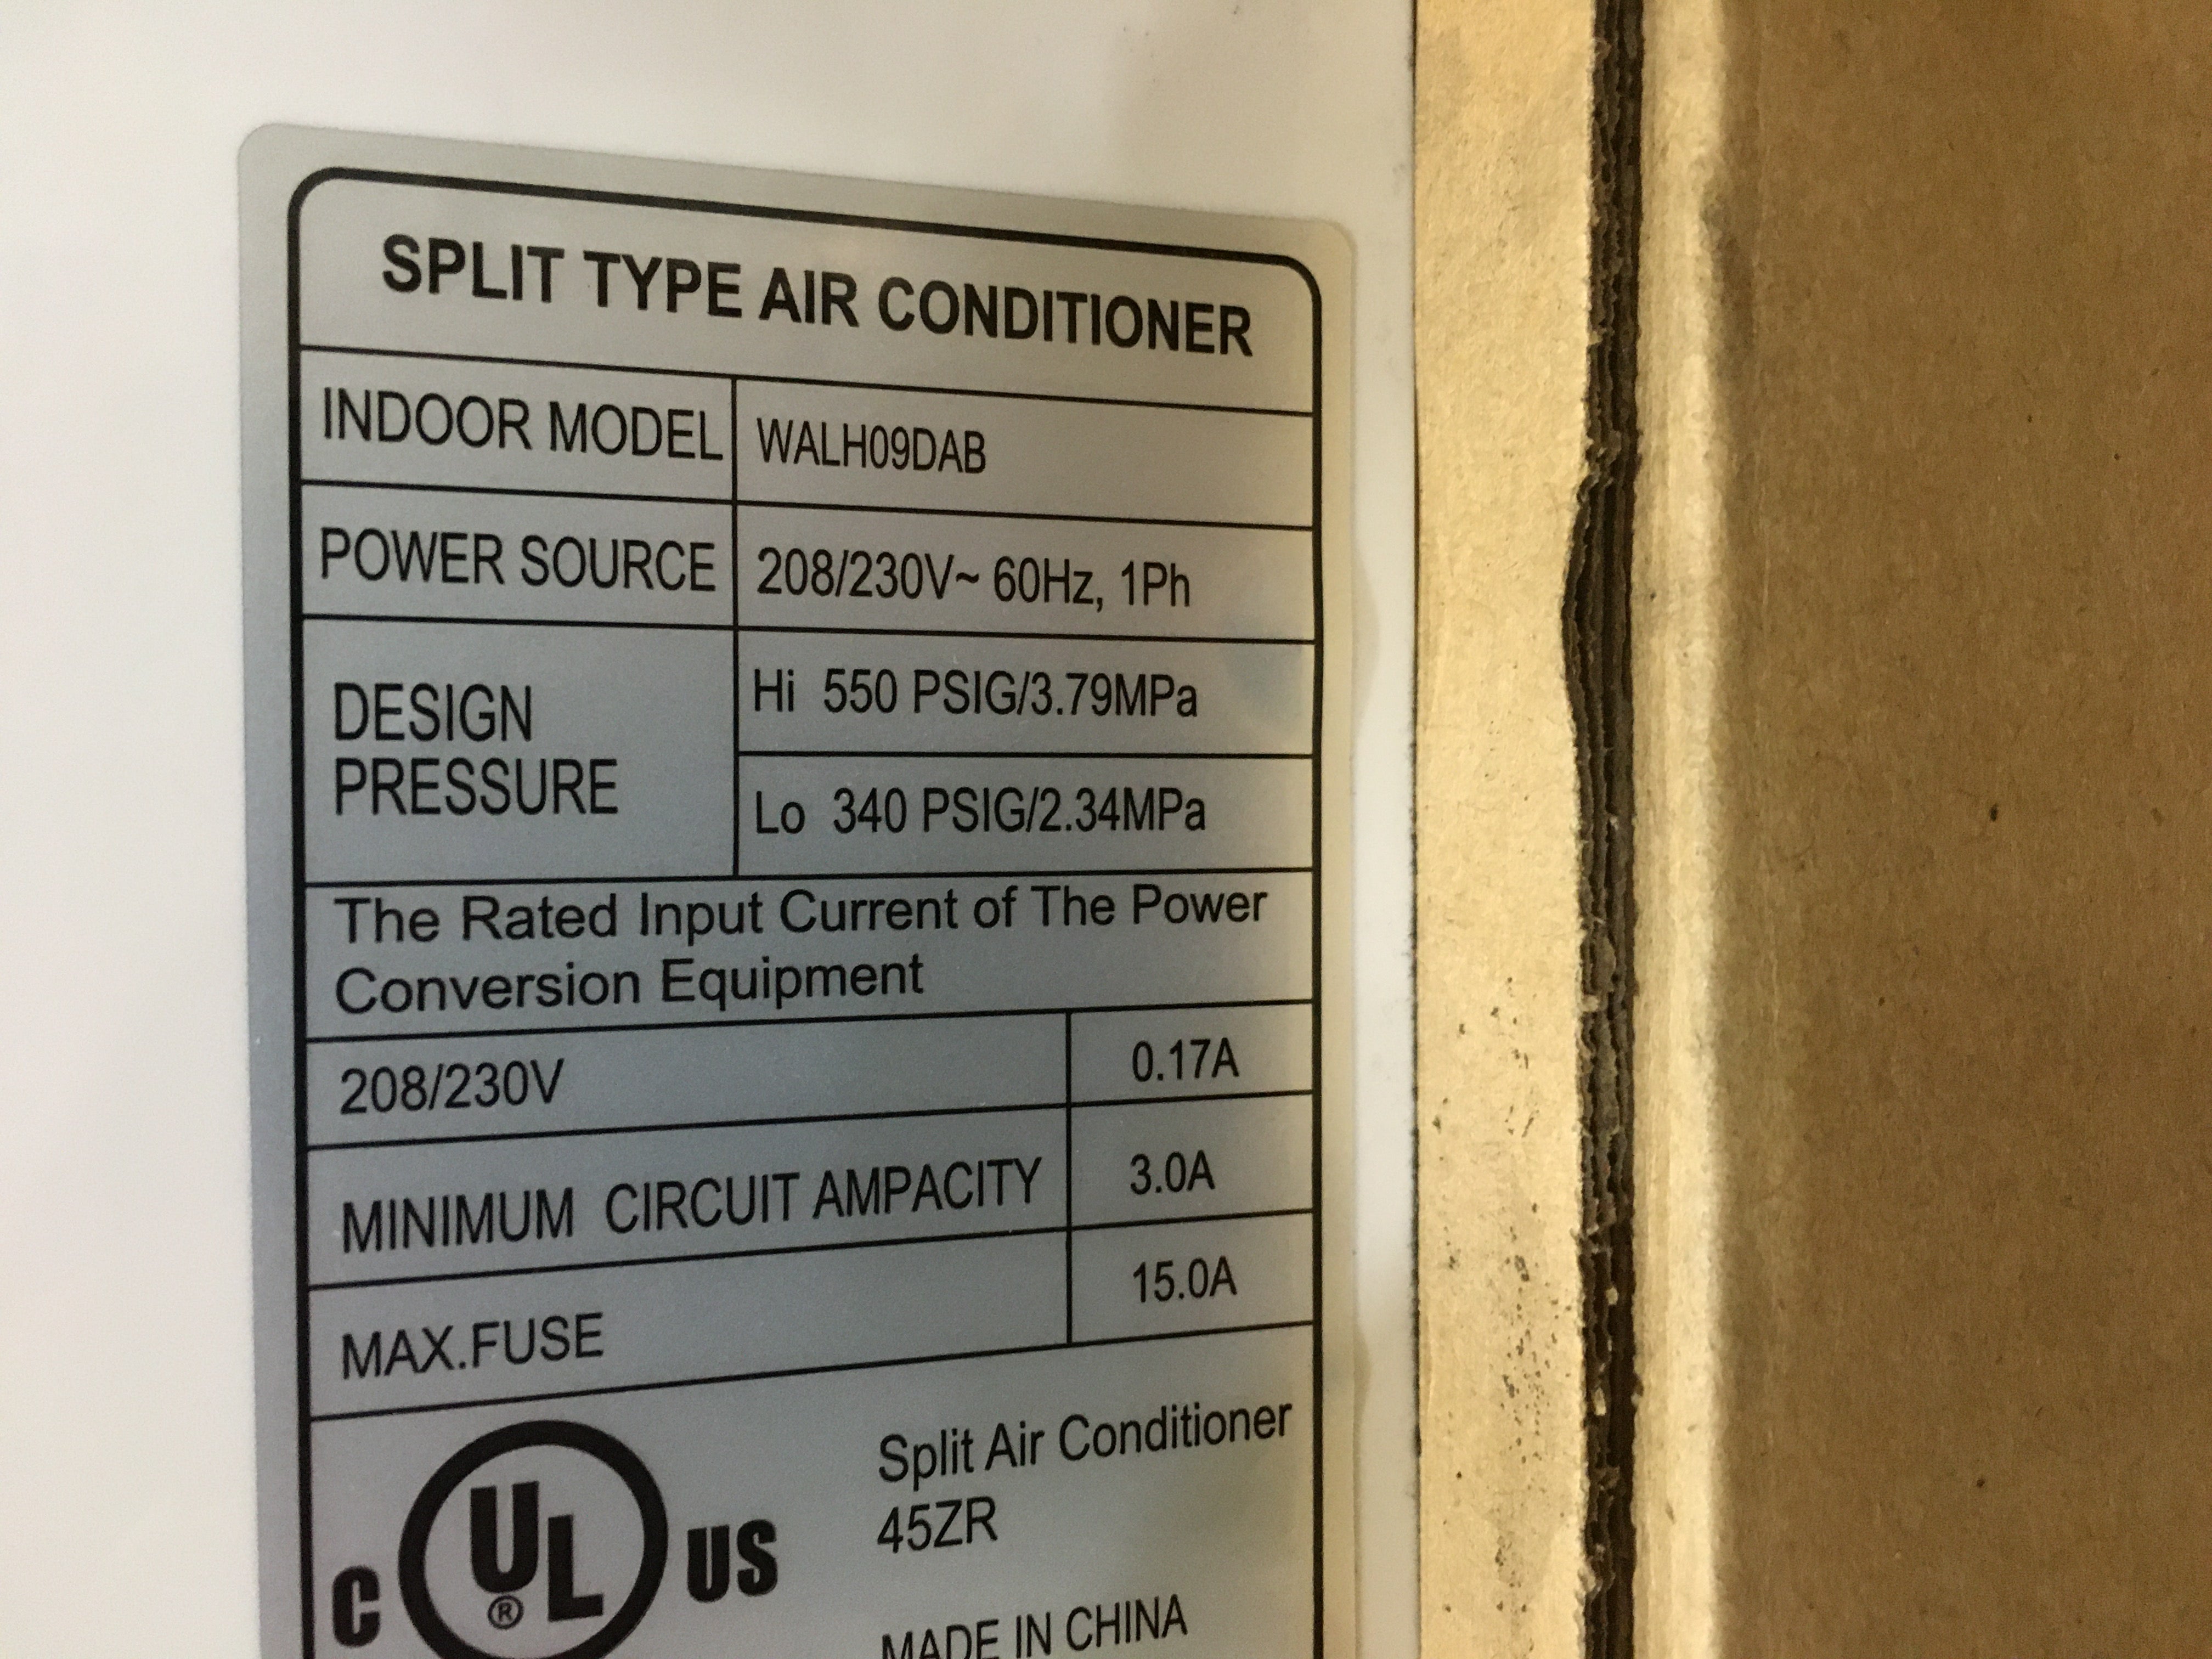 SPLIT TYPE AIR CONDITIONER
INDOOR MODEL WALH09DAB
POWER SOURCE 208/230V~ 60Hz, 1Ph
DESIGN
PRESSURE
Hi 550 PSIG/3.79MPa
Lo 340 PSIG/2.34MPa
The Rated Input Current of The Power
Conversion Equipment
208/230V 0.17A
MINIMUM CIRCUIT AMPACITY 3.0A
MAX.FUSE 15.0A
C UL® US
Split Air Conditioner
45ZR
MADE IN CHINA